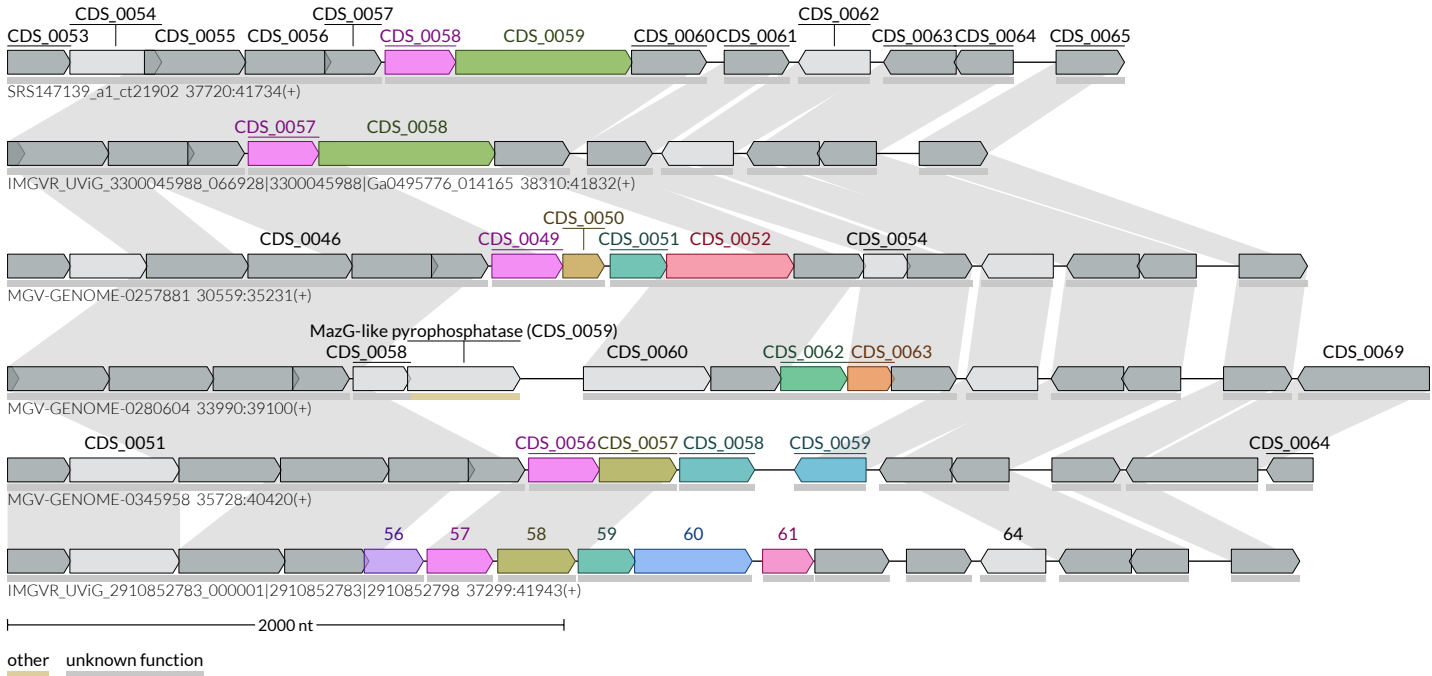 CDS_0054 CDS_0057 CDS_0062
CDS_0053 CDS_0055 CDS_0056 CDS_0058 CDS_0059 CDS_0060 CDS_0061 CDS_0063 CDS_0064 CDS_0065
SRS147139_a1_ct21902 37720:41734(+)
CDS_0057 CDS_0058
IMGVR_UViG_3300045988_066928|3300045988|Ga0495776_014165 38310:41832(+)
CDS_0050
CDS_0046 CDS_0049 CDS_0051 CDS_0052 CDS_0054
MGV-GENOME-0257881 30559:35231(+)
MazG-like pyrophosphatase (CDS_0059)
CDS_0058 CDS_0060 CDS_0062 CDS_0063 CDS_0069
MGV-GENOME-0280604 33990:39100(+)
CDS_0051 CDS_0056 CDS_0057 CDS_0058 CDS_0059 CDS_0064
MGV-GENOME-0345958 35728:40420(+)
56 57 58 59 60 61 64
IMGVR_UViG_2910852783_000001|2910852783|2910852798 37299:41943(+)
2000 nt
other unknown function